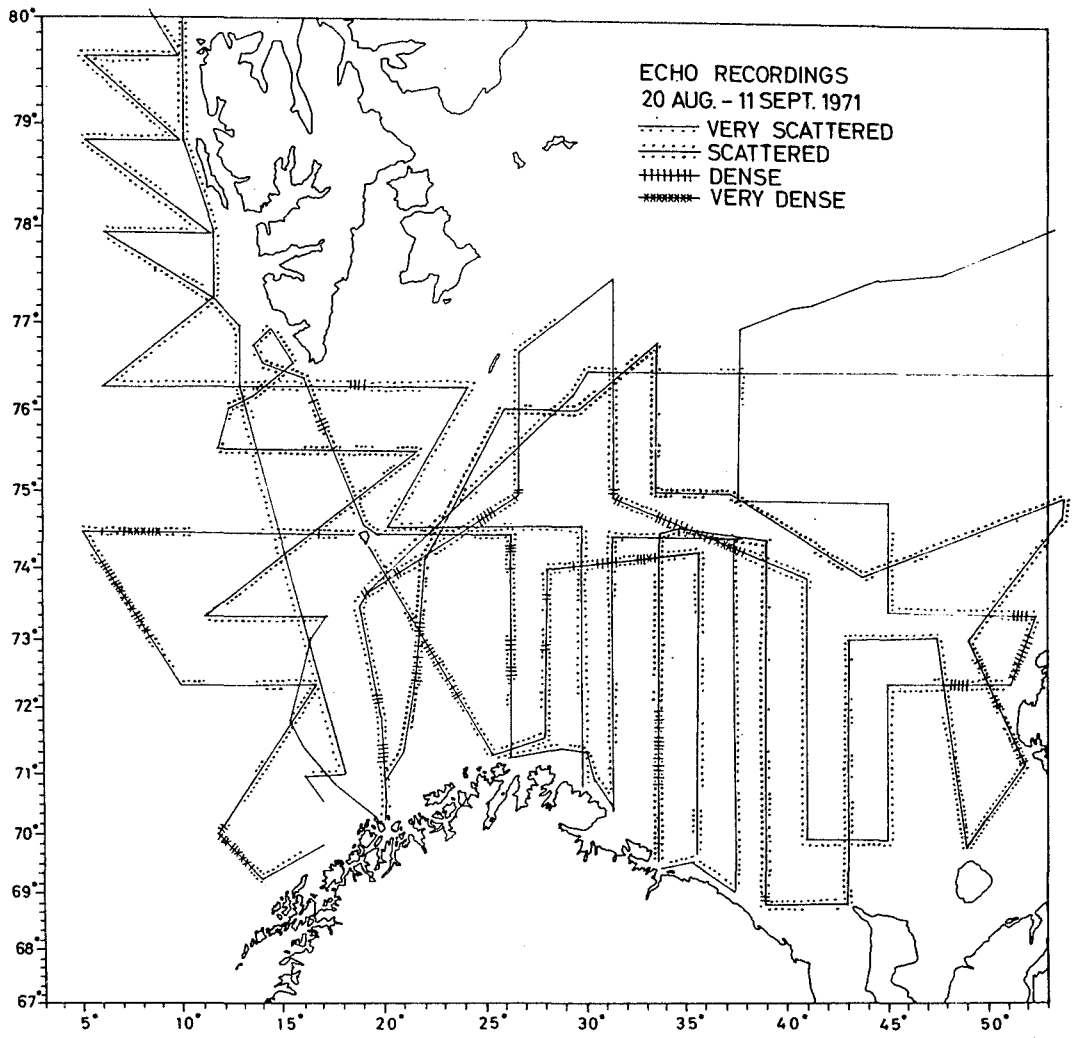 80°
79°
78°
77°
76°
75°
74°
73°
72°
71°
70°
69°
68°
67°
ECHO RECORDINGS
20 AUG. - 11 SEPT. 1971
VERY SCATTERED
SCATTERED
DENSE
VERY DENSE
5° 10° 15° 20° 25° 30° 35° 40° 45° 50°